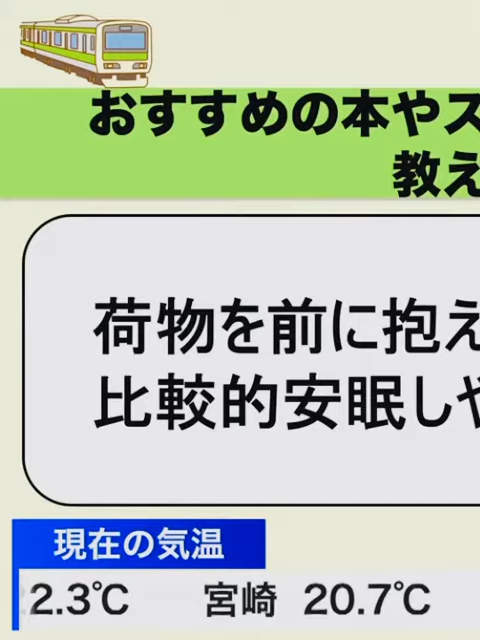 おすすめの本やス
教え
荷物を前に抱え
比較的安眠しや
現在の気温
2.3℃ 宮崎 20.7℃